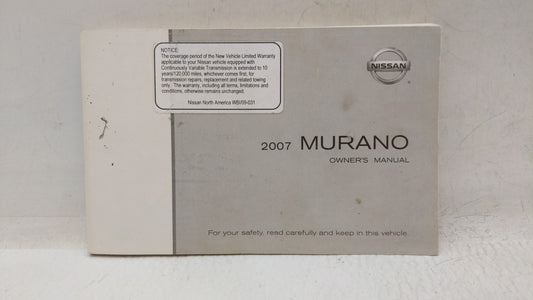 NOTICE:
The coverage period of the New Vehicle Limited Warranty
applicable to your Nissan vehicle equipped with
Continuously Variable Transmission is extended to 10
years/120,000 miles, whichever comes first, for
transmission repairs, replacement and related towing
only. The warranty, including all terms, limitations and
conditions, otherwise remains unchanged.
Nissan North America WB/09-031
NISSAN
2007 MURANO
OWNER'S MANUAL
For your safety, read carefully and keep in this vehicle.